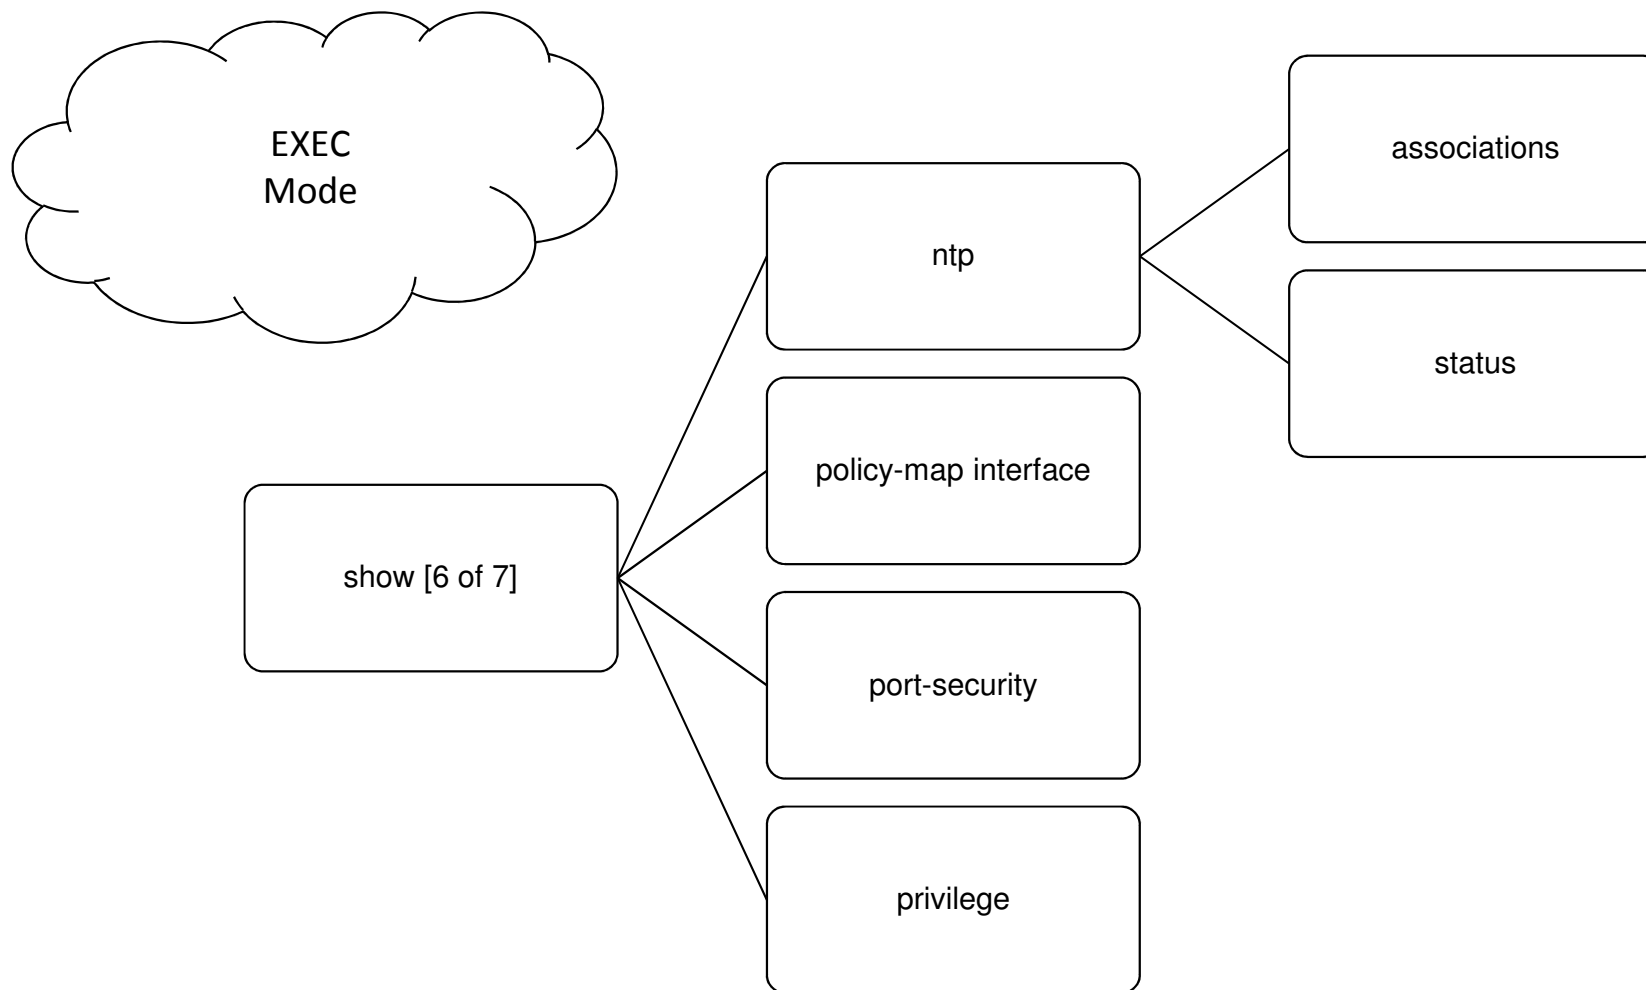 EXEC
Mode
associations
ntp
status
policy-map interface
show [6 of 7]
port-security
privilege